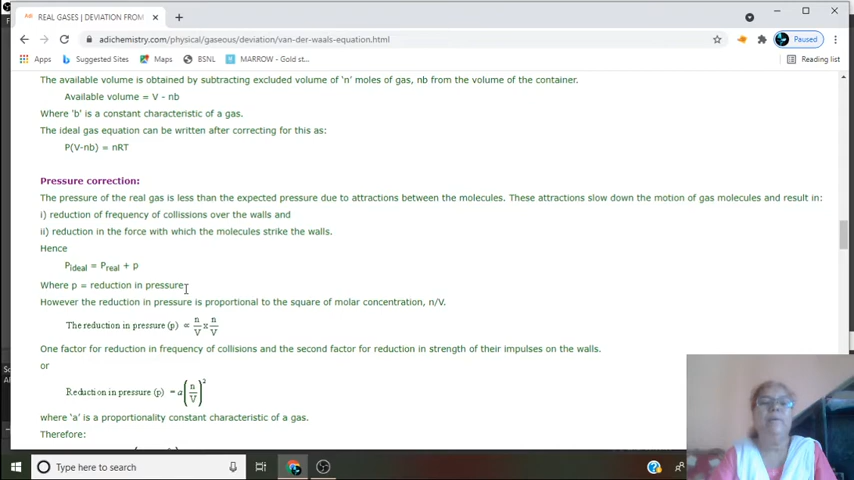 REAL GASES | DEVIATION FROM
adichemistry.com/physical/gaseous/deviation/van-der-waals-equation.html
Paused
Apps
Suggested Sites
Maps
BSNL
MARROW - Gold st...
Reading list
The available volume is obtained by subtracting excluded volume of 'n' moles of gas, nb from the volume of the container.
Available volume = V - nb
Where 'b' is a constant characteristic of a gas.
The ideal gas equation can be written after correcting for this as:
P(V-nb) = nRT
Pressure correction:
The pressure of the real gas is less than the expected pressure due to attractions between the molecules. These attractions slow down the motion of gas molecules and result in:
i) reduction of frequency of collissions over the walls and
ii) reduction in the force with which the molecules strike the walls.
Hence
Pideal = Preal + p
Where p = reduction in pressure
However the reduction in pressure is proportional to the square of molar concentration, n/V.
The reduction in pressure (p) ∝ n/V x n/V
One factor for reduction in frequency of collisions and the second factor for reduction in strength of their impulses on the walls.
or
Reduction in pressure (p) = a(n/V)²
where 'a' is a proportionality constant characteristic of a gas.
Therefore:
Type here to search